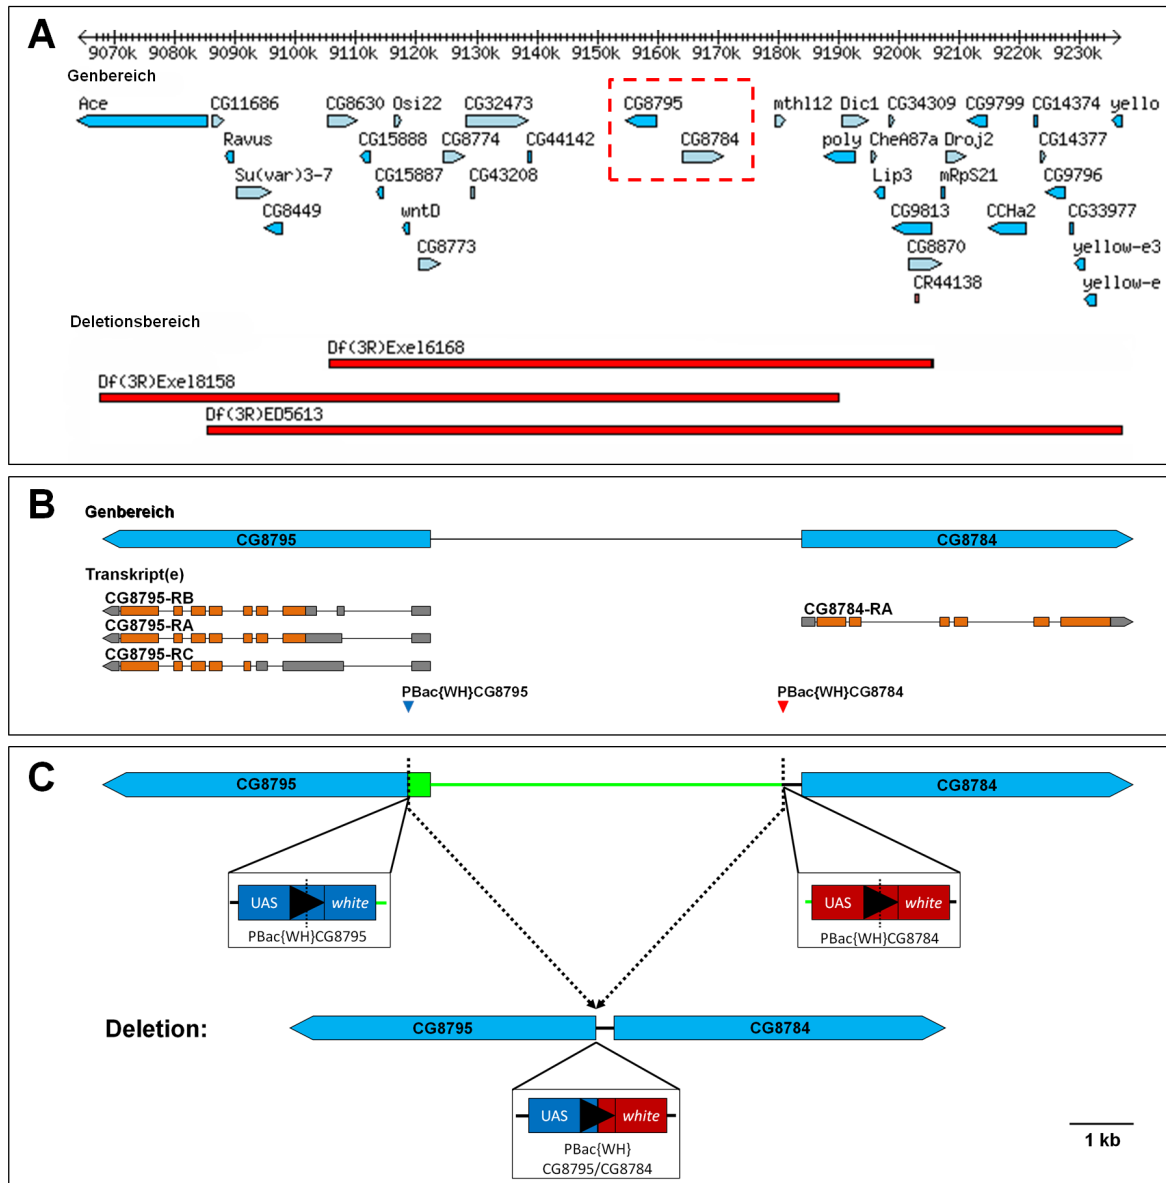 A
9070k 9080k 9090k 9100k 9110k 9120k 9130k 9140k 9150k 9160k 9170k 9180k 9190k 9200k 9210k 9220k 9230k
Genbereich
Ace CG11686 CG8630 Osi22 CG32473 CG8795 mthl12 Dic1 CG34309 CG9799 CG14374 yello
Ravus CG15888 CG8774 CG44142 CG8784 poly CheA87a Droj2 CG14377
Su(var)3-7 CG15887 CG43208 Lip3 mRpS21 CG9796
CG8449 wntD CG9813 CCHa2 CG33977
CG8773 CG8870 yellow-e3
CR44138 yellow-e
Deletionsbereich
Df(3R)Exel6168
Df(3R)Exel8158
Df(3R)ED5613
B
Genbereich
CG8795 CG8784
Transkript(e)
CG8795-RB
CG8784-RA
CG8795-RA
CG8795-RC
PBac{WH}CG8795 PBac{WH}CG8784
C
CG8795 CG8784
UAS white UAS white
PBac{WH}CG8795 PBac{WH}CG8784
Deletion:
CG8795 CG8784
UAS white
PBac{WH}
CG8795/CG8784
1 kb